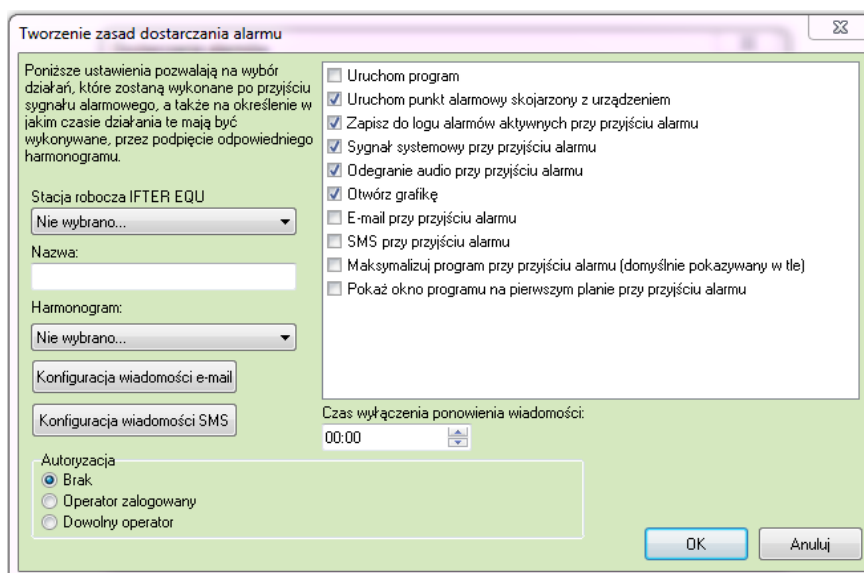 Tworzenie zasad dostarczania alarmu
Poniższe ustawienia pozwalają na wybór
działań, które zostaną wykonane po przyjściu
sygnału alarmowego, a także na określenie w
jakim czasie działania te mają być
wykonywane, przez podpięcie odpowiedniego
harmonogramu.
Stacja robocza IFTER EQU
Nie wybrano...
Nazwa:
Harmonogram:
Nie wybrano...
Konfiguracja wiadomości e-mail
Konfiguracja wiadomości SMS
Uruchom program
Uruchom punkt alarmowy skojarzony z urządzeniem
Zapisz do logu alarmów aktywnych przy przyjściu alarmu
Sygnał systemowy przy przyjściu alarmu
Odegranie audio przy przyjściu alarmu
Otwórz grafikę
E-mail przy przyjściu alarmu
SMS przy przyjściu alarmu
Maksymalizuj program przy przyjściu alarmu (domyślnie pokazywany w tle)
Pokaż okno programu na pierwszym planie przy przyjściu alarmu
Czas wyłączenia ponowienia wiadomości:
00:00
Autoryzacja
Brak
Operator zalogowany
Dowolny operator
OK
Anuluj